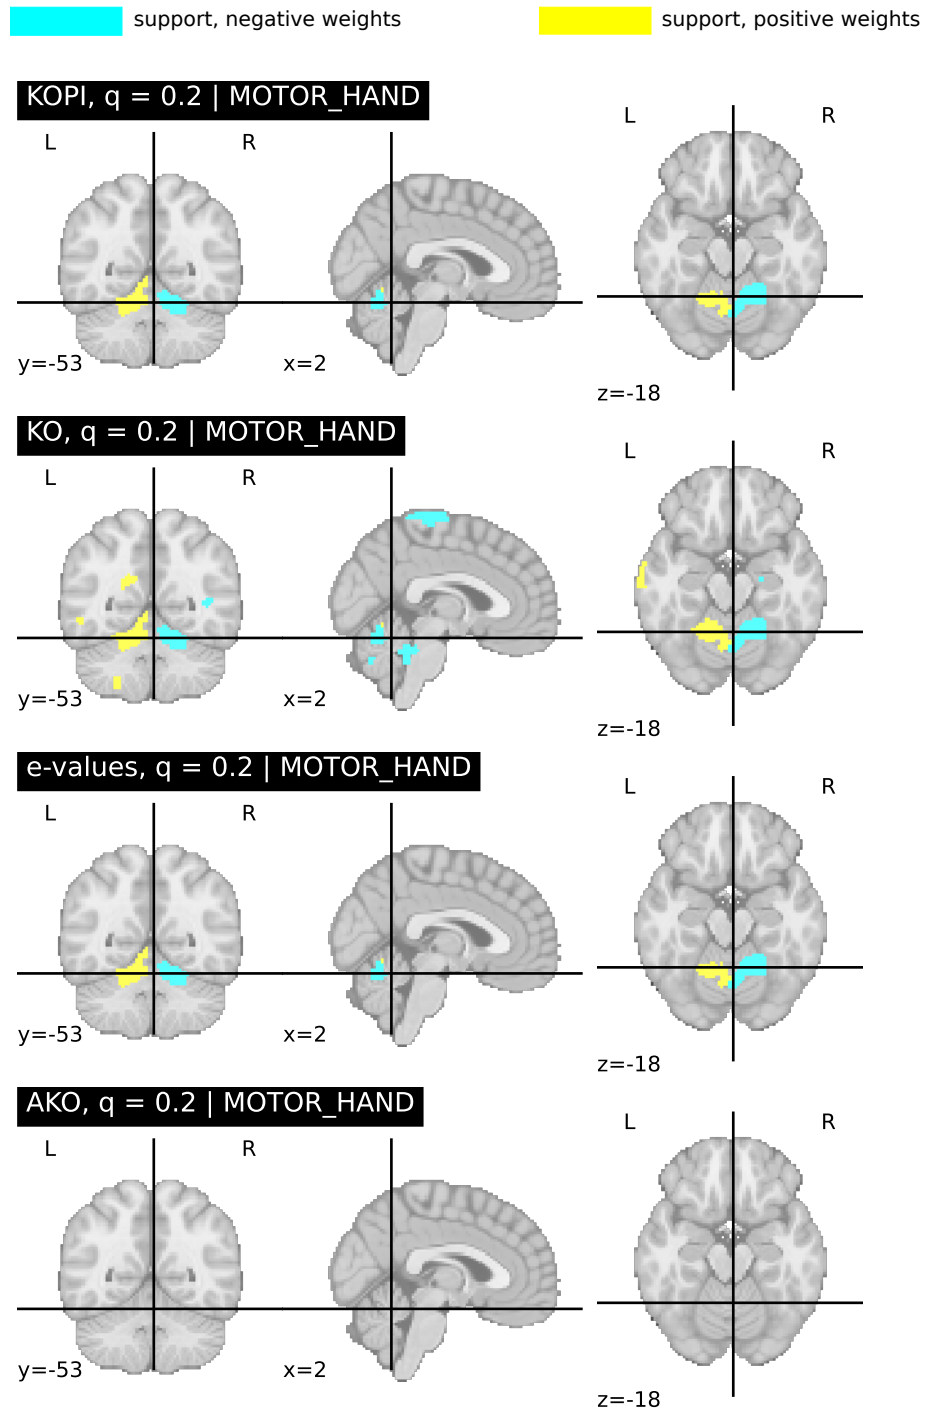 support, negative weights
support, positive weights
KOPI, q = 0.2 | MOTOR_HAND
L R L R
y=-53 x=2 z=-18
KO, q = 0.2 | MOTOR_HAND
L R L R
y=-53 x=2 z=-18
e-values, q = 0.2 | MOTOR_HAND
L R L R
y=-53 x=2 z=-18
AKO, q = 0.2 | MOTOR_HAND
L R L R
y=-53 x=2 z=-18